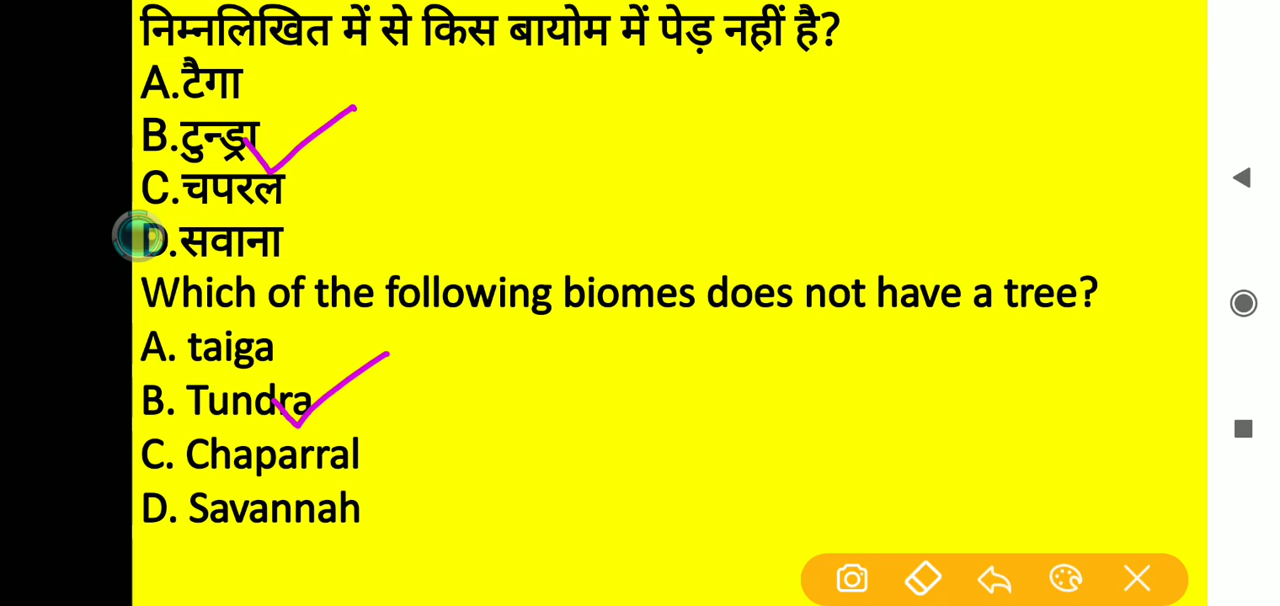 निम्नलिखित में से किस बायोम में पेड़ नहीं है?
A.टैगा
B.टुन्ड्रा
C.चपरल
D.सवाना
Which of the following biomes does not have a tree?
A. taiga
B. Tundra
C. Chaparral
D. Savannah